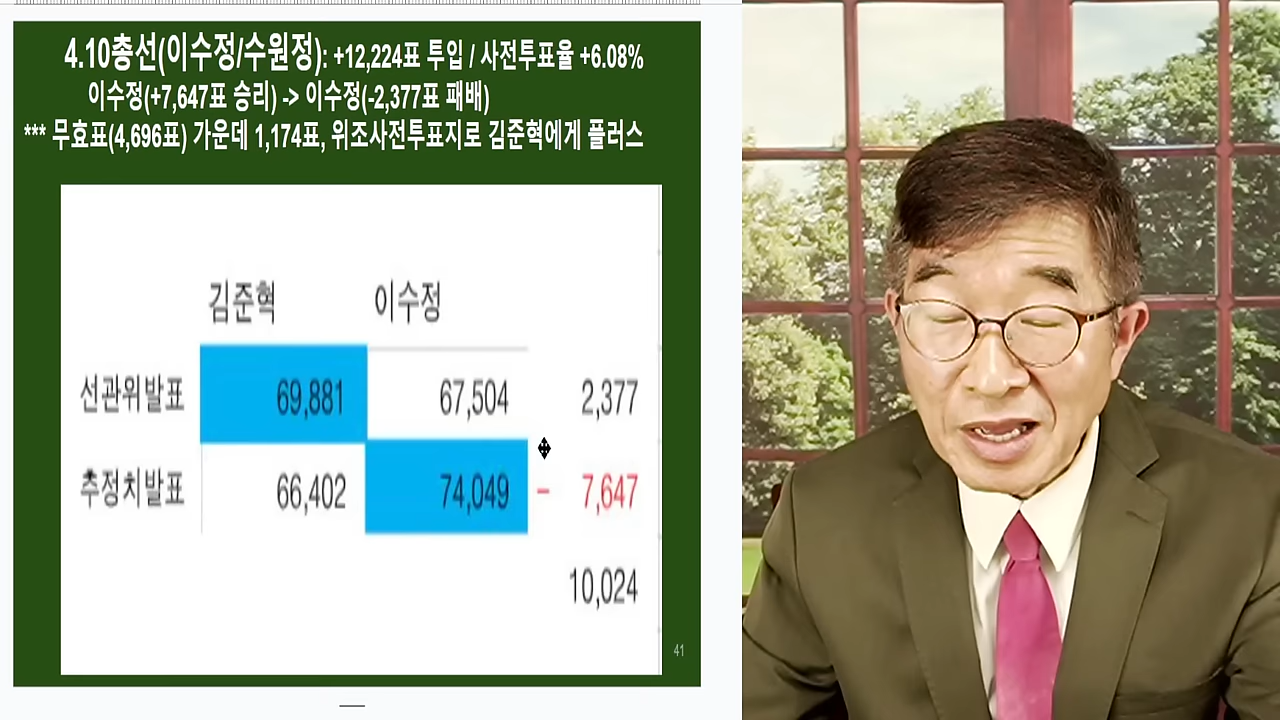 4.10총선(이수정/수원정): +12,224표 투입 / 사전투표율 +6.08%
이수정(+7,647표 승리) -> 이수정(-2,377표 패배)
*** 무효표(4,696표) 가운데 1,174표, 위조사전투표지로 김준혁에게 플러스
김준혁 이수정
선관위발표 69,881 67,504 2,377
추정치발표 66,402 74,049 - 7,647
10,024
41